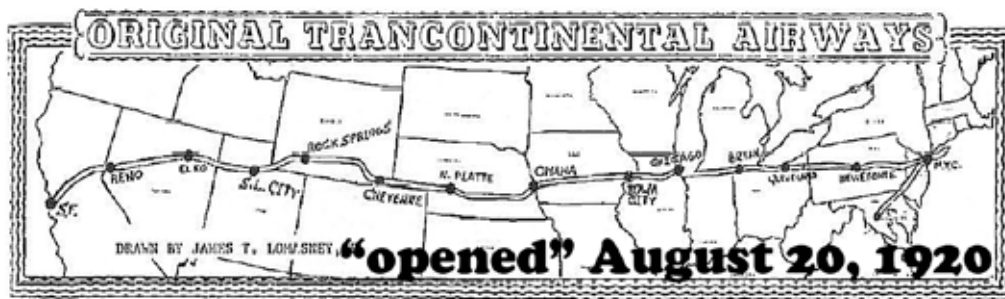 ORIGINAL TRANCONTINENTAL AIRWAYS
ROCK SPRINGS
CHICAGO
BRYAN
RENO
ELKO
S.L. CITY
CHEYENNE
N. PLATTE
OMAHA
IOWA
CITY
CLEVELAND
BELLEFONTE
N.Y.C.
S.F.
DRAWN BY JAMES T.
"opened" August 20, 1920